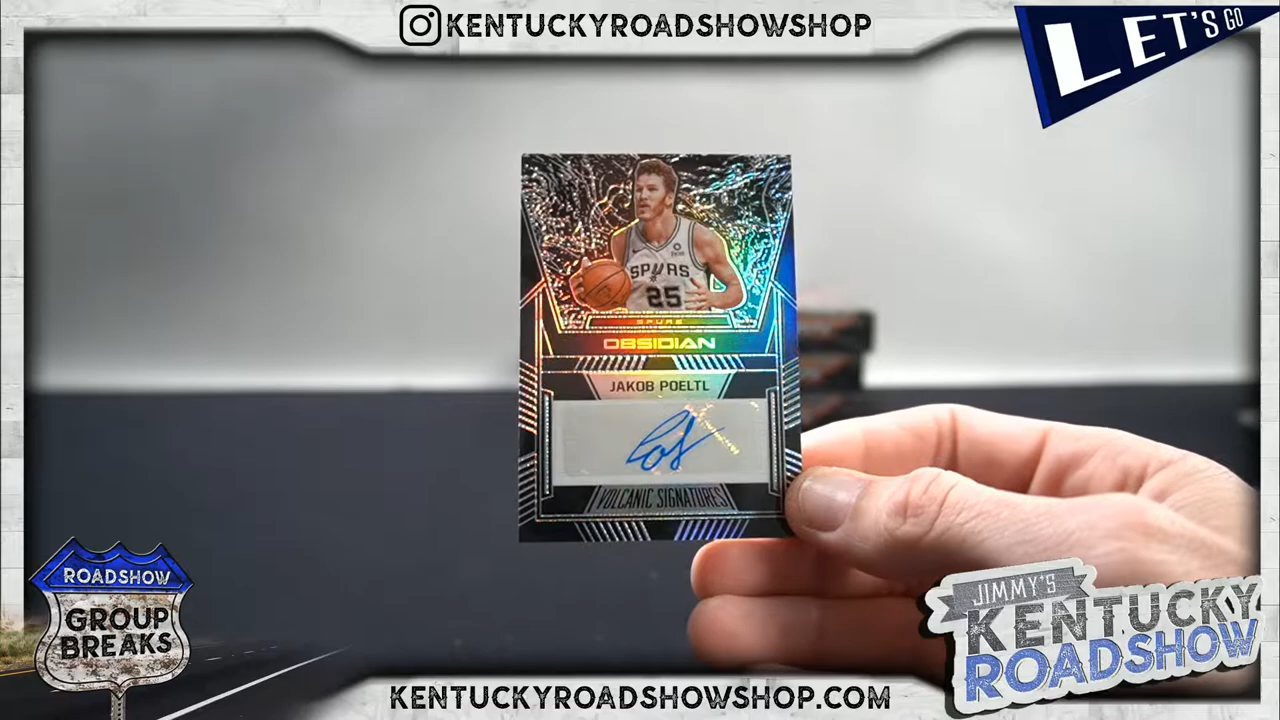 KENTUCKYROADSHOWSHOP
LET'S GO
SPURS
25
SPURS
OBSIDIAN
JAKOB POELTL
VOLCANIC SIGNATURES
ROADSHOW
GROUP
BREAKS
JIMMY'S
KENTUCKY
ROADSHOW
KENTUCKYROADSHOWSHOP.COM